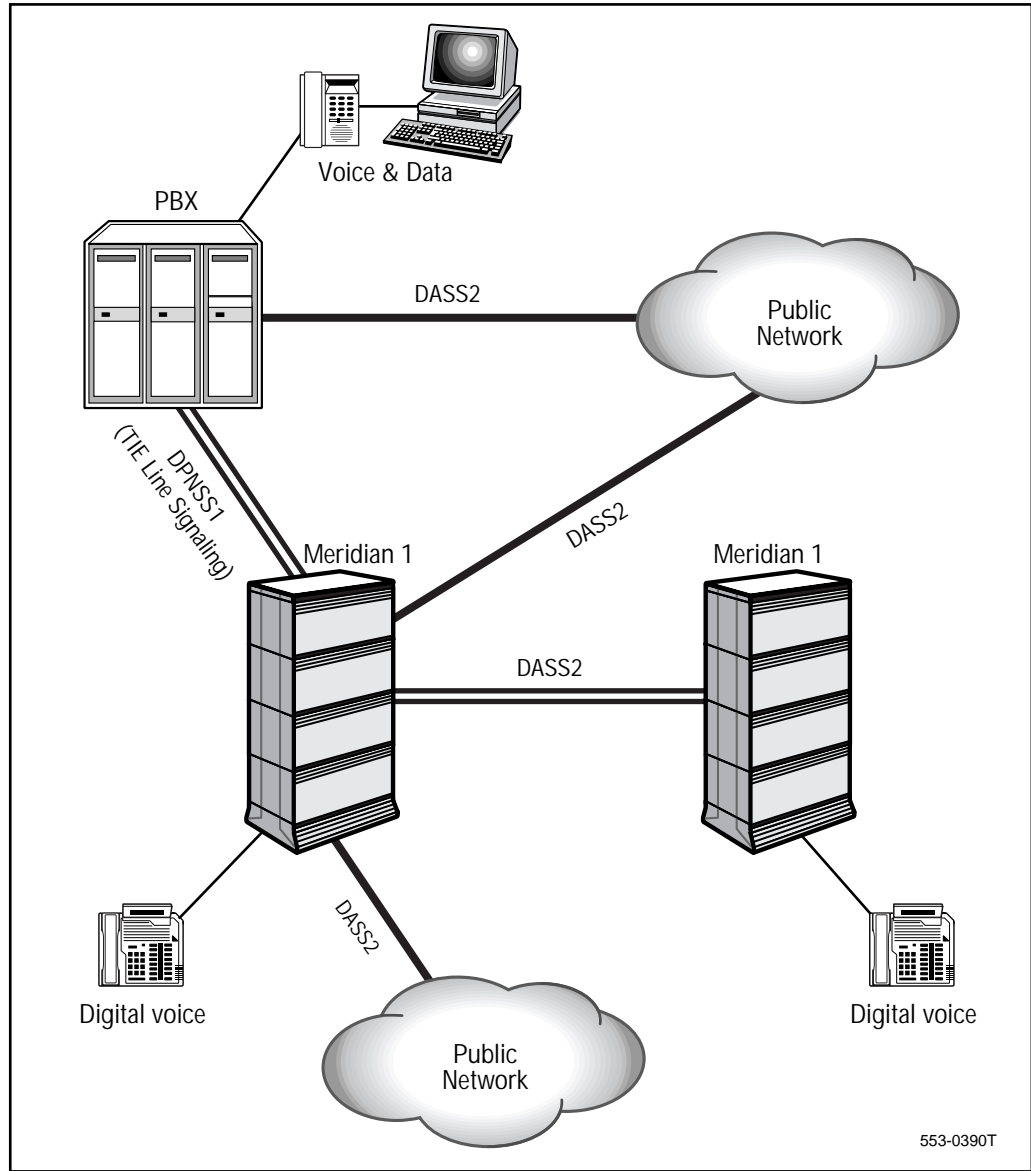 Voice & Data
PBX
DASS2
Public
Network
DPNSS1
(TIE Line Signaling)
DASS2
Meridian 1
Meridian 1
DASS2
DASS2
Digital voice
Digital voice
Public
Network
553-0390T